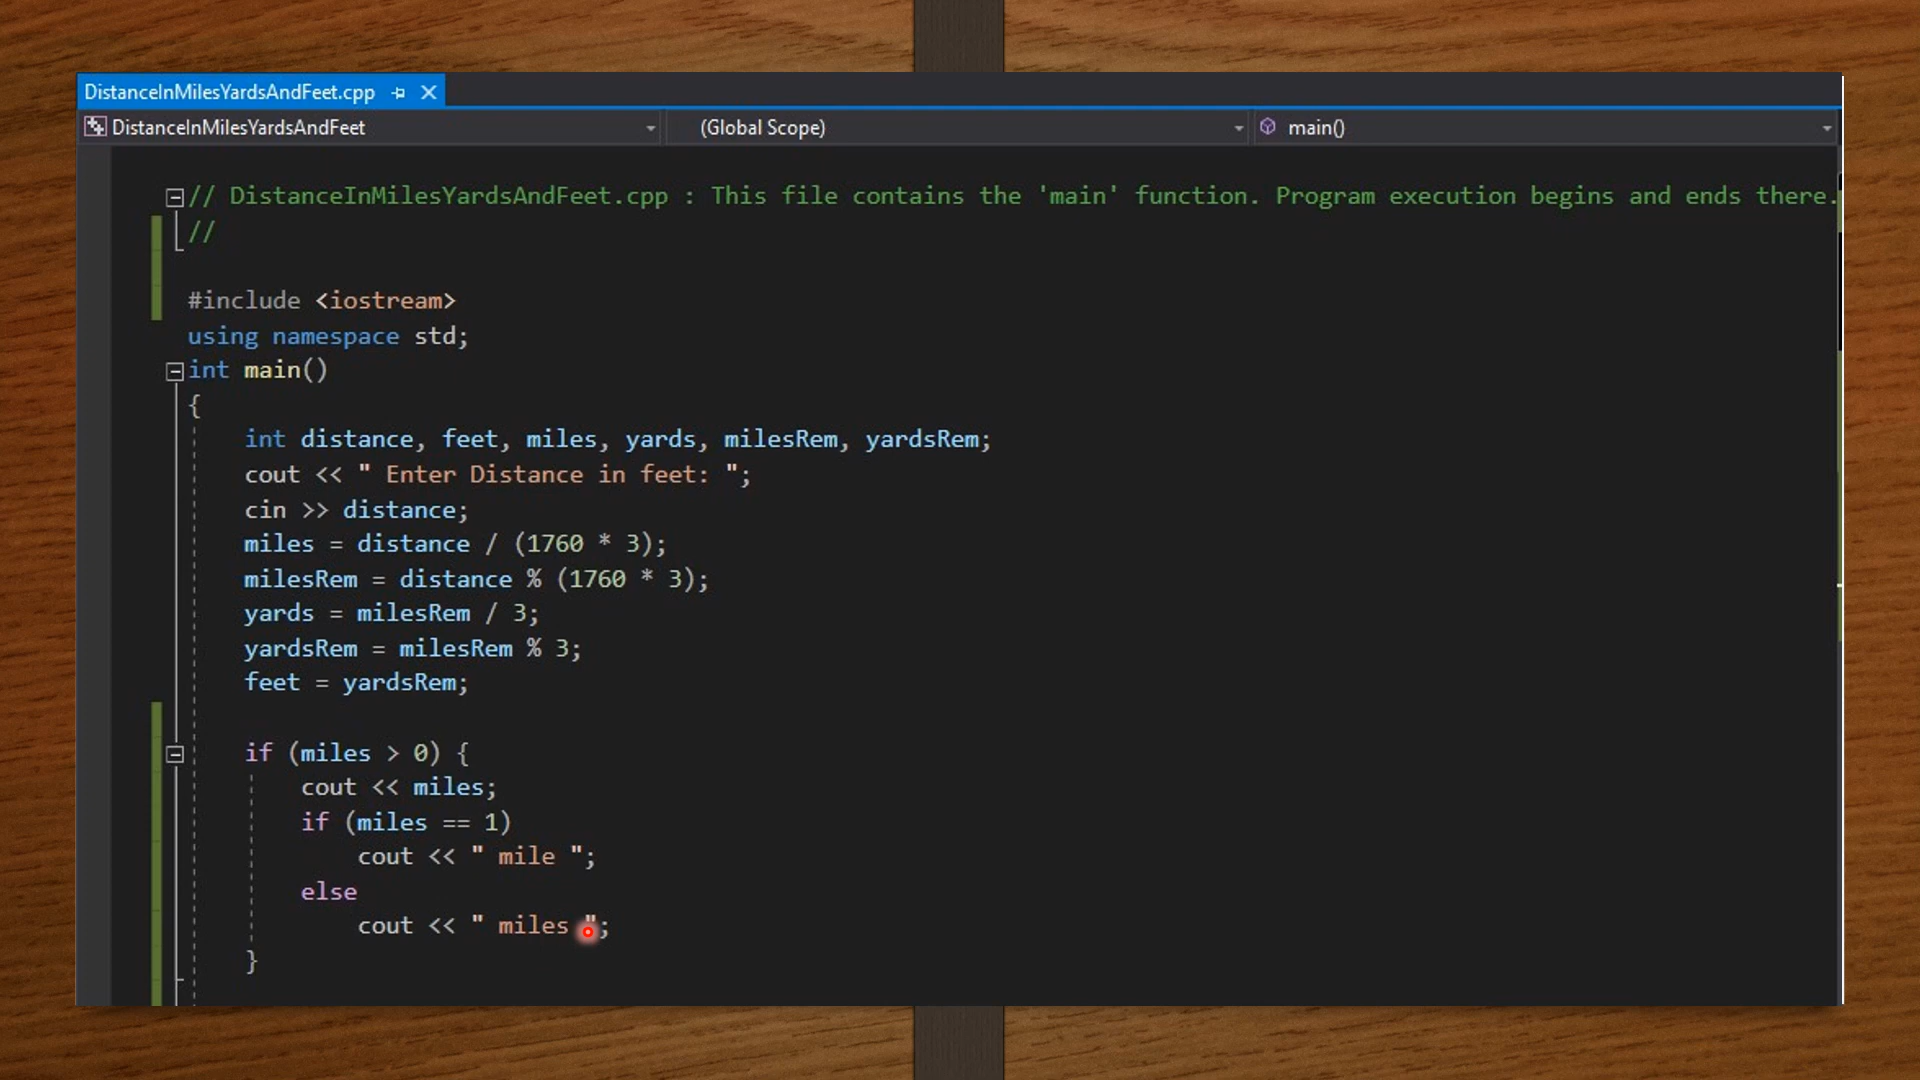 DistanceInMilesYardsAndFeet.cpp
DistanceInMilesYardsAndFeet (Global Scope) main()
// DistanceInMilesYardsAndFeet.cpp : This file contains the 'main' function. Program execution begins and ends there.
//
#include <iostream>
using namespace std;
int main()
{
    int distance, feet, miles, yards, milesRem, yardsRem;
    cout << " Enter Distance in feet: ";
    cin >> distance;
    miles = distance / (1760 * 3);
    milesRem = distance % (1760 * 3);
    yards = milesRem / 3;
    yardsRem = milesRem % 3;
    feet = yardsRem;
    if (miles > 0) {
        cout << miles;
        if (miles == 1)
            cout << " mile ";
        else
            cout << " miles ";
    }